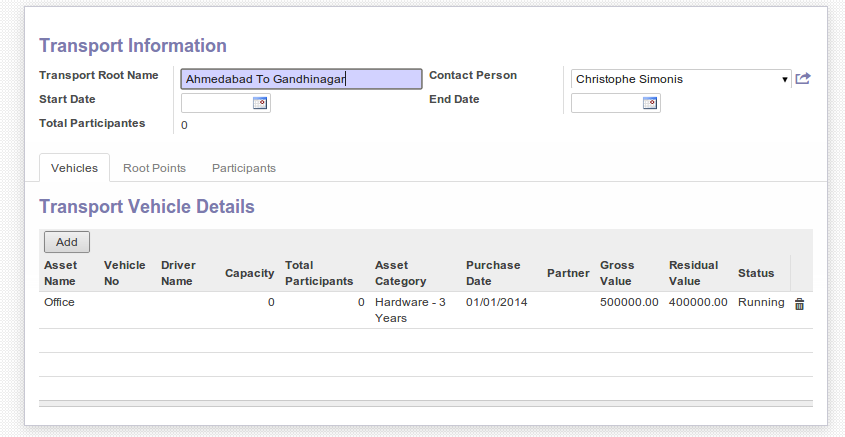 Transport Information
Transport Root Name Ahmedabad To Gandhinagar Contact Person Christophe Simonis
Start Date End Date
Total Participantes 0
Vehicles Root Points Participants
Transport Vehicle Details
Add
Asset Name Vehicle No Driver Name Capacity Total Participants Asset Category Purchase Date Partner Gross Value Residual Value Status
Office 0 0 Hardware - 3 Years 01/01/2014 500000.00 400000.00 Running